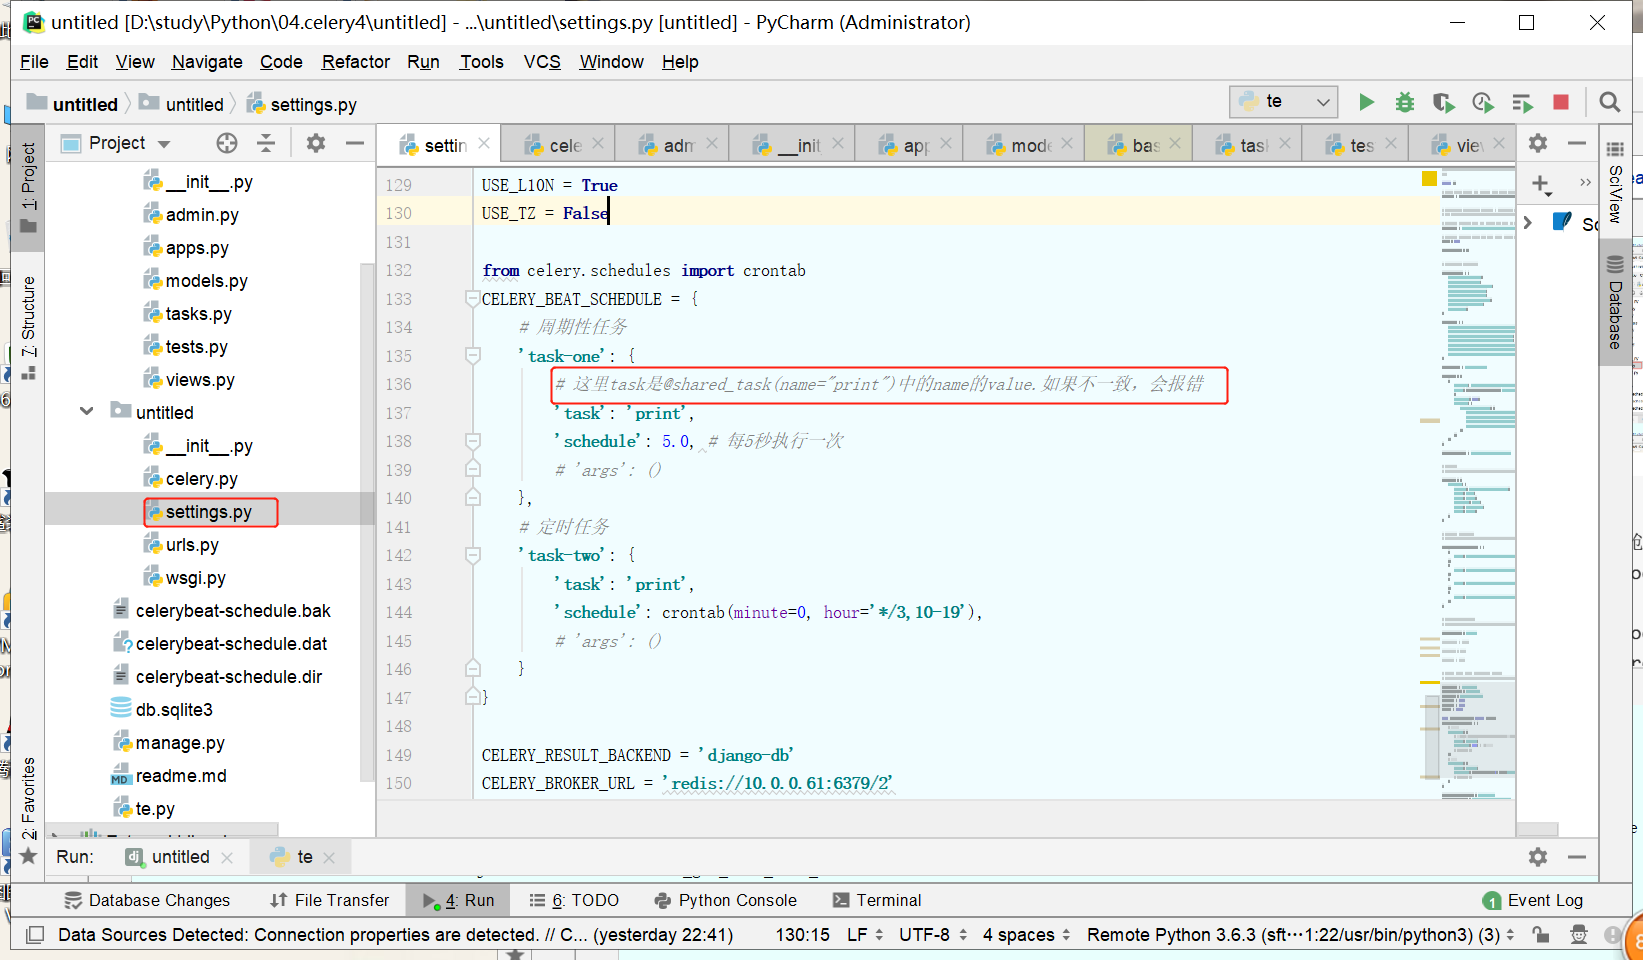 untitled [D:\study\Python\04.celery4\untitled] - ...\untitled\settings.py [untitled] - PyCharm (Administrator)
File Edit View Navigate Code Refactor Run Tools VCS Window Help
untitled untitled settings.py te
1: Project
7: Structure
2: Favorites
Project
__init__.py
admin.py
apps.py
models.py
tasks.py
tests.py
views.py
untitled
__init__.py
celery.py
settings.py
urls.py
wsgi.py
celerybeat-schedule.bak
celerybeat-schedule.dat
celerybeat-schedule.dir
db.sqlite3
manage.py
readme.md
te.py
settin cele adm __init app mode bas task tes view
129 USE_L10N = True
130 USE_TZ = False
131
132 from celery.schedules import crontab
133 CELERY_BEAT_SCHEDULE = {
134 # 周期性任务
135 'task-one': {
136 # 这里task是@shared_task(name="print")中的name的value.如果不一致，会报错
137 'task': 'print',
138 'schedule': 5.0, # 每5秒执行一次
139 # 'args': ()
140 },
141 # 定时任务
142 'task-two': {
143 'task': 'print',
144 'schedule': crontab(minute=0, hour='*/3,10-19'),
145 # 'args': ()
146 }
147 }
148
149 CELERY_RESULT_BACKEND = 'django-db'
150 CELERY_BROKER_URL = 'redis://10.0.0.61:6379/2'
Sc
SciView
Database
Run: untitled te
Database Changes File Transfer 4: Run 6: TODO Python Console Terminal 1 Event Log
Data Sources Detected: Connection properties are detected. // C... (yesterday 22:41) 130:15 LF UTF-8 4 spaces Remote Python 3.6.3 (sft···1:22/usr/bin/python3) (3)